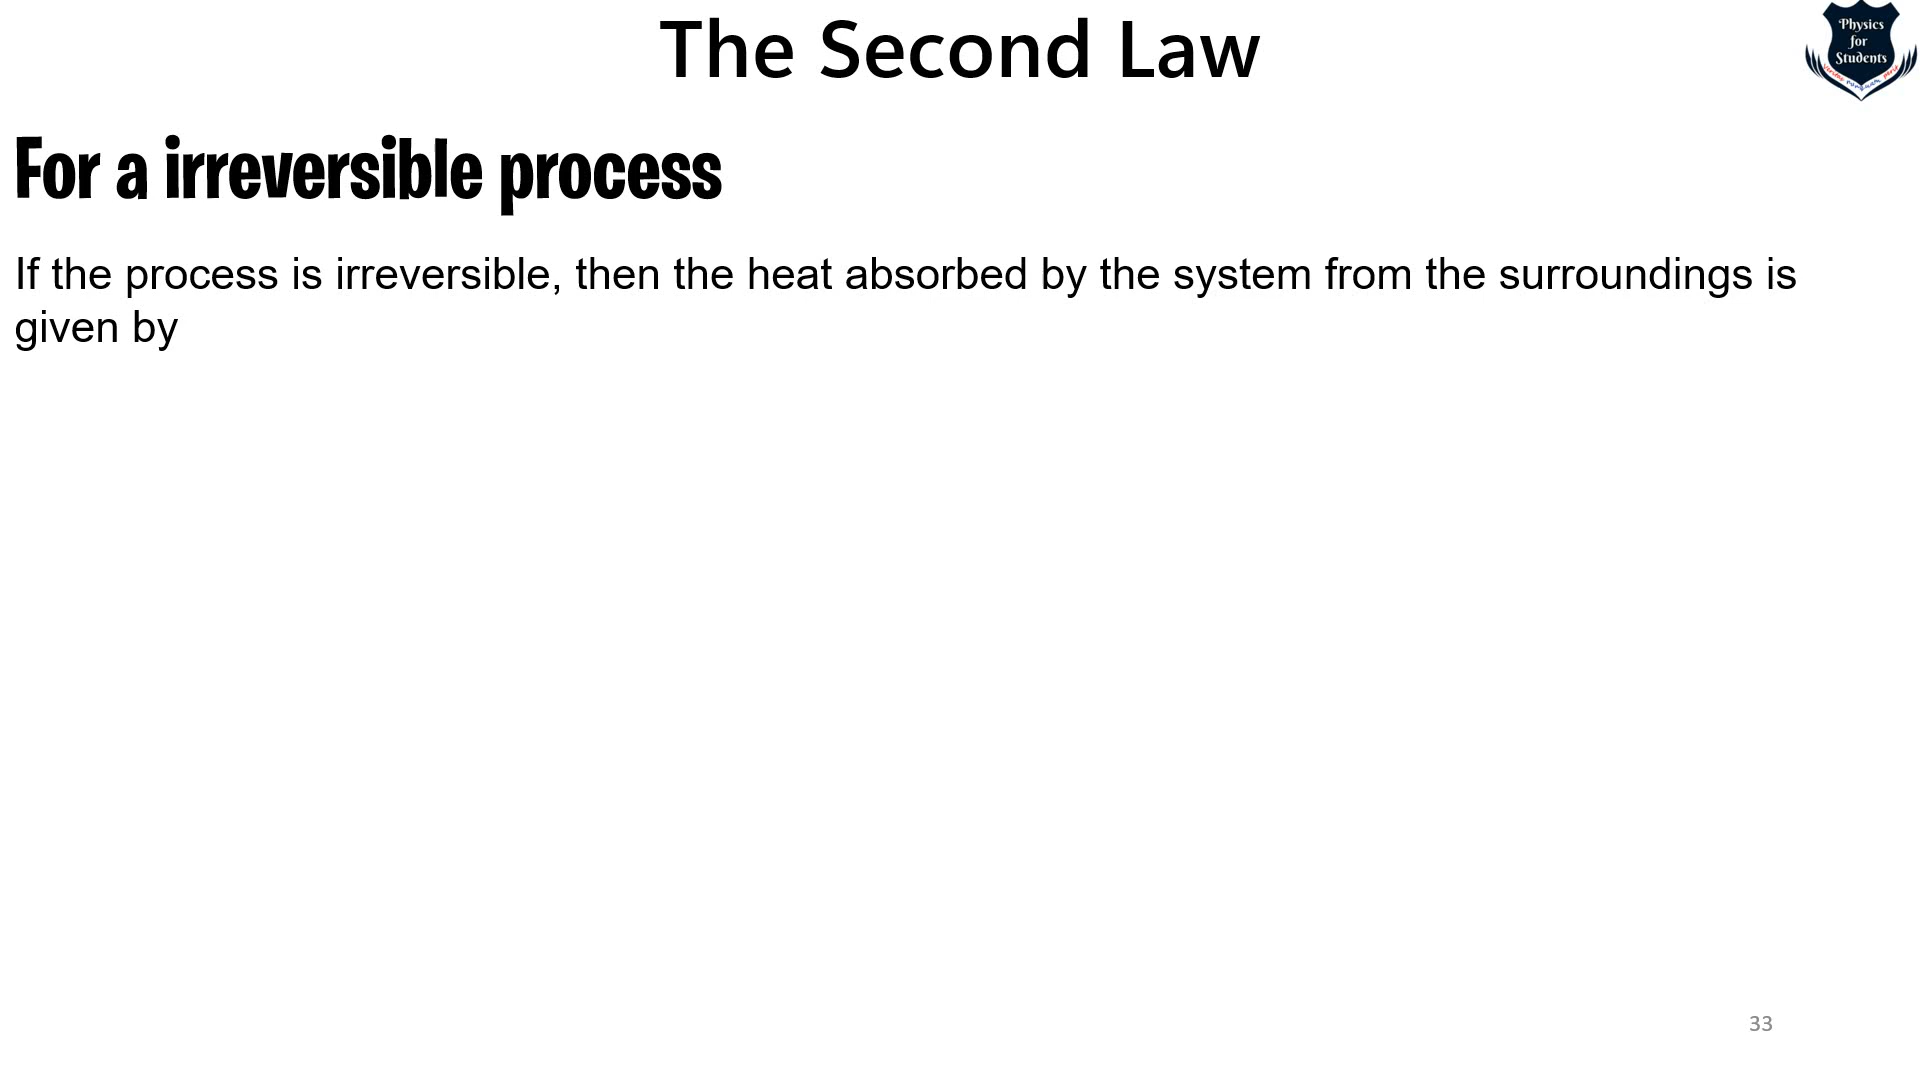 The Second Law
Physics
for
Students
For a irreversible process
If the process is irreversible, then the heat absorbed by the system from the surroundings is
given by
33